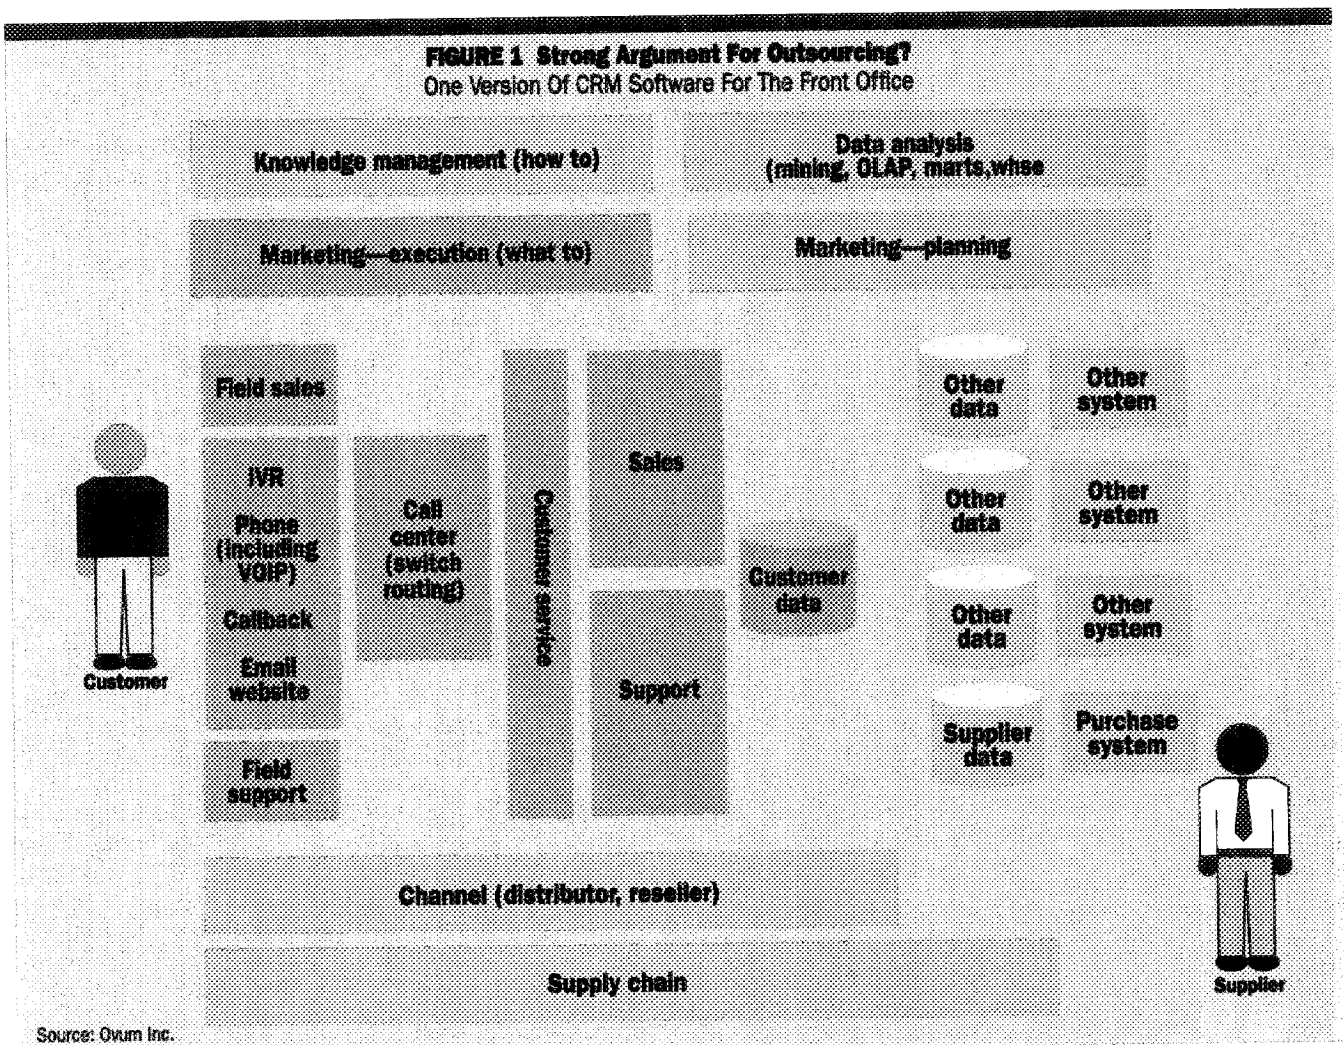 FIGURE 1 Strong Argument For Outsourcing?
One Version Of CRM Software For The Front Office
Knowledge management (how to)
Data analysis
(mining, OLAP, marts,whse
Marketing—execution (what to)
Marketing—planning
Field sales
IVR
Phone
(including
VOIP)
Callback
Email
website
Field
support
Call
center
(switch
routing)
Customer service
Sales
Support
Customer
data
Other
data
Other
system
Other
data
Other
system
Other
data
Other
system
Supplier
data
Purchase
system
Customer
Supplier
Channel (distributor, reseller)
Supply chain
Source: Ovum Inc.